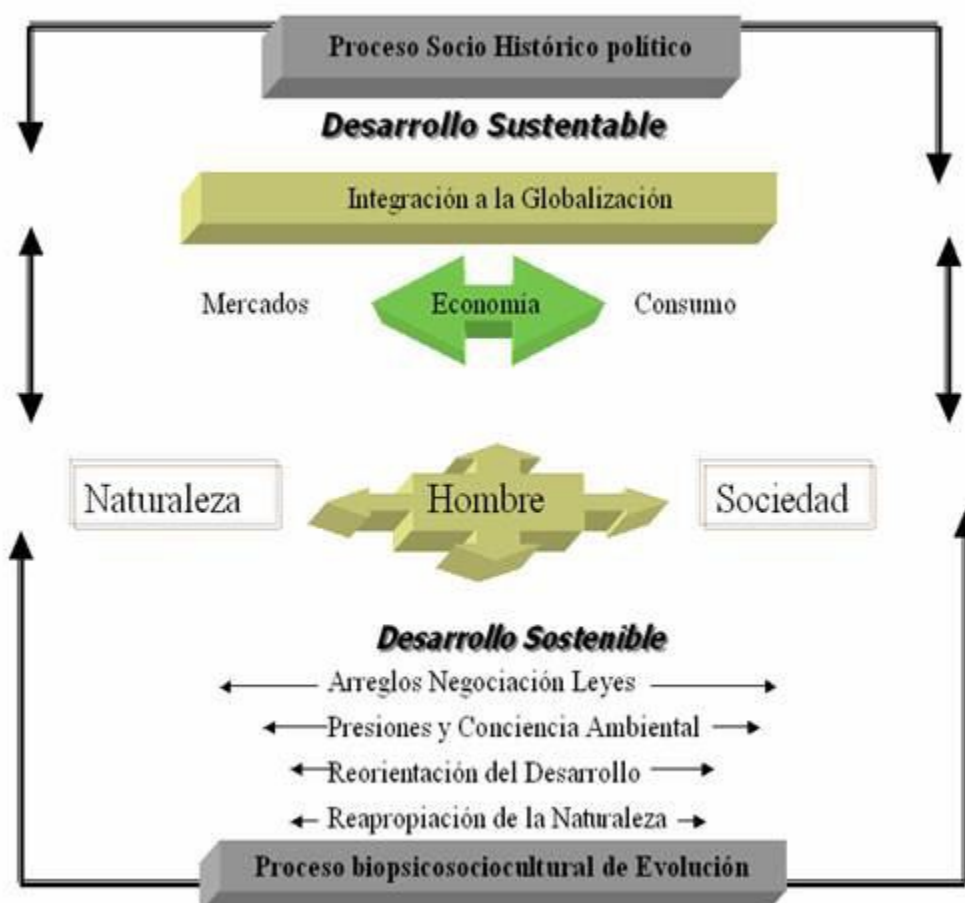 Proceso Socio Histórico político
Desarrollo Sustentable
Integración a la Globalización
Mercados
Economía
Consumo
Naturaleza
Hombre
Sociedad
Desarrollo Sostenible
Arreglos Negociación Leyes
Presiones y Conciencia Ambiental
Reorientación del Desarrollo
Reapropiación de la Naturaleza
Proceso biopsicosociocultural de Evolución